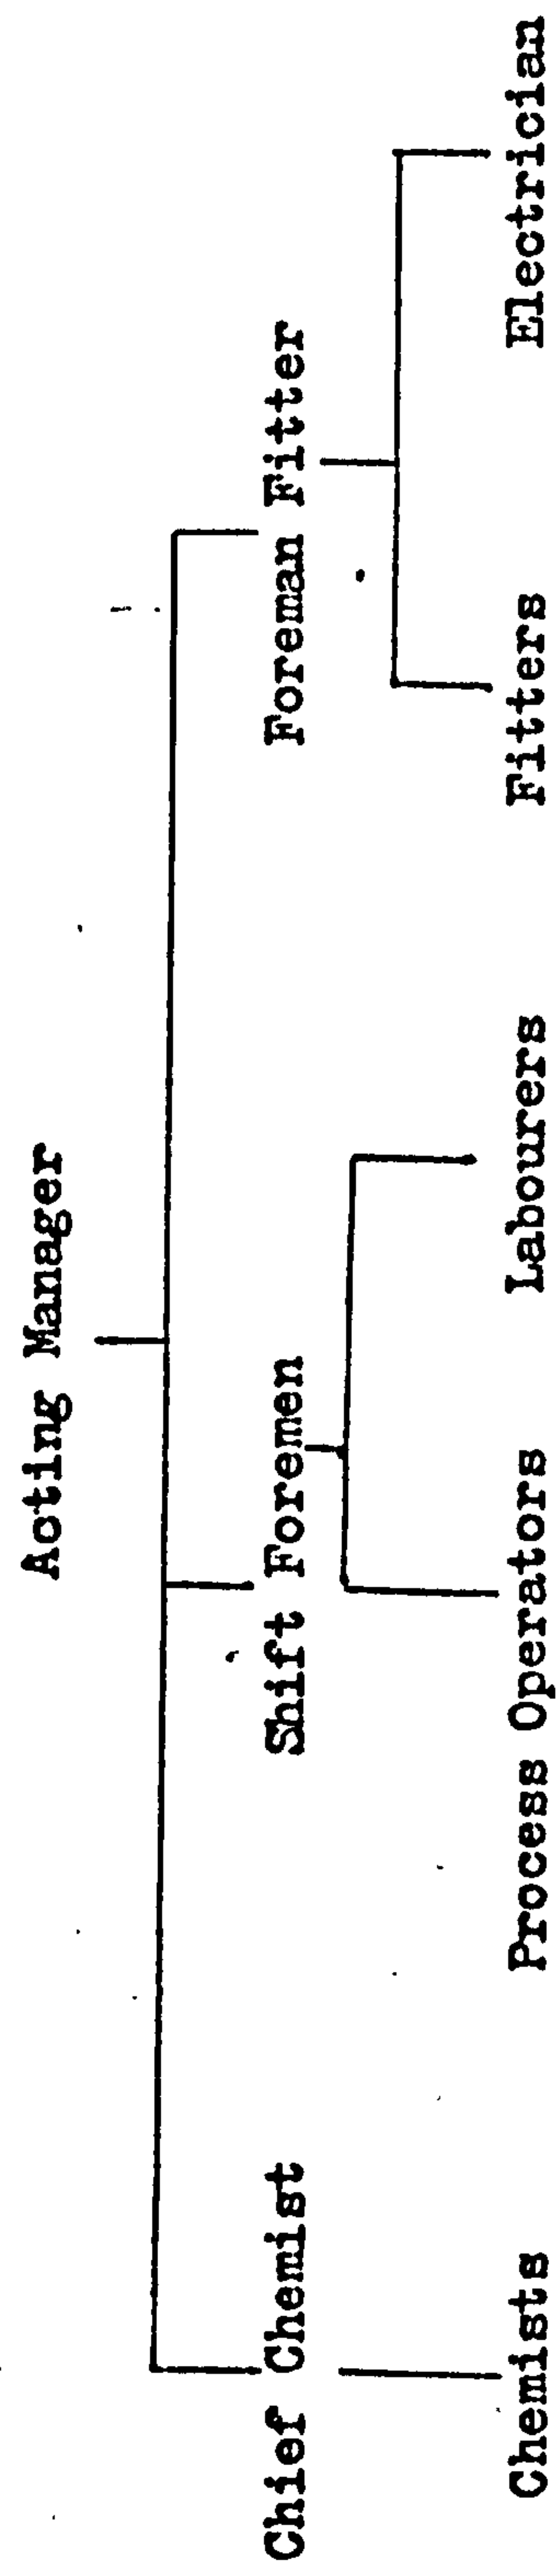 Acting Manager
Chief Chemist Shift Foremen Foreman Fitter
Chemists Process Operators Labourers Fitters Electrician